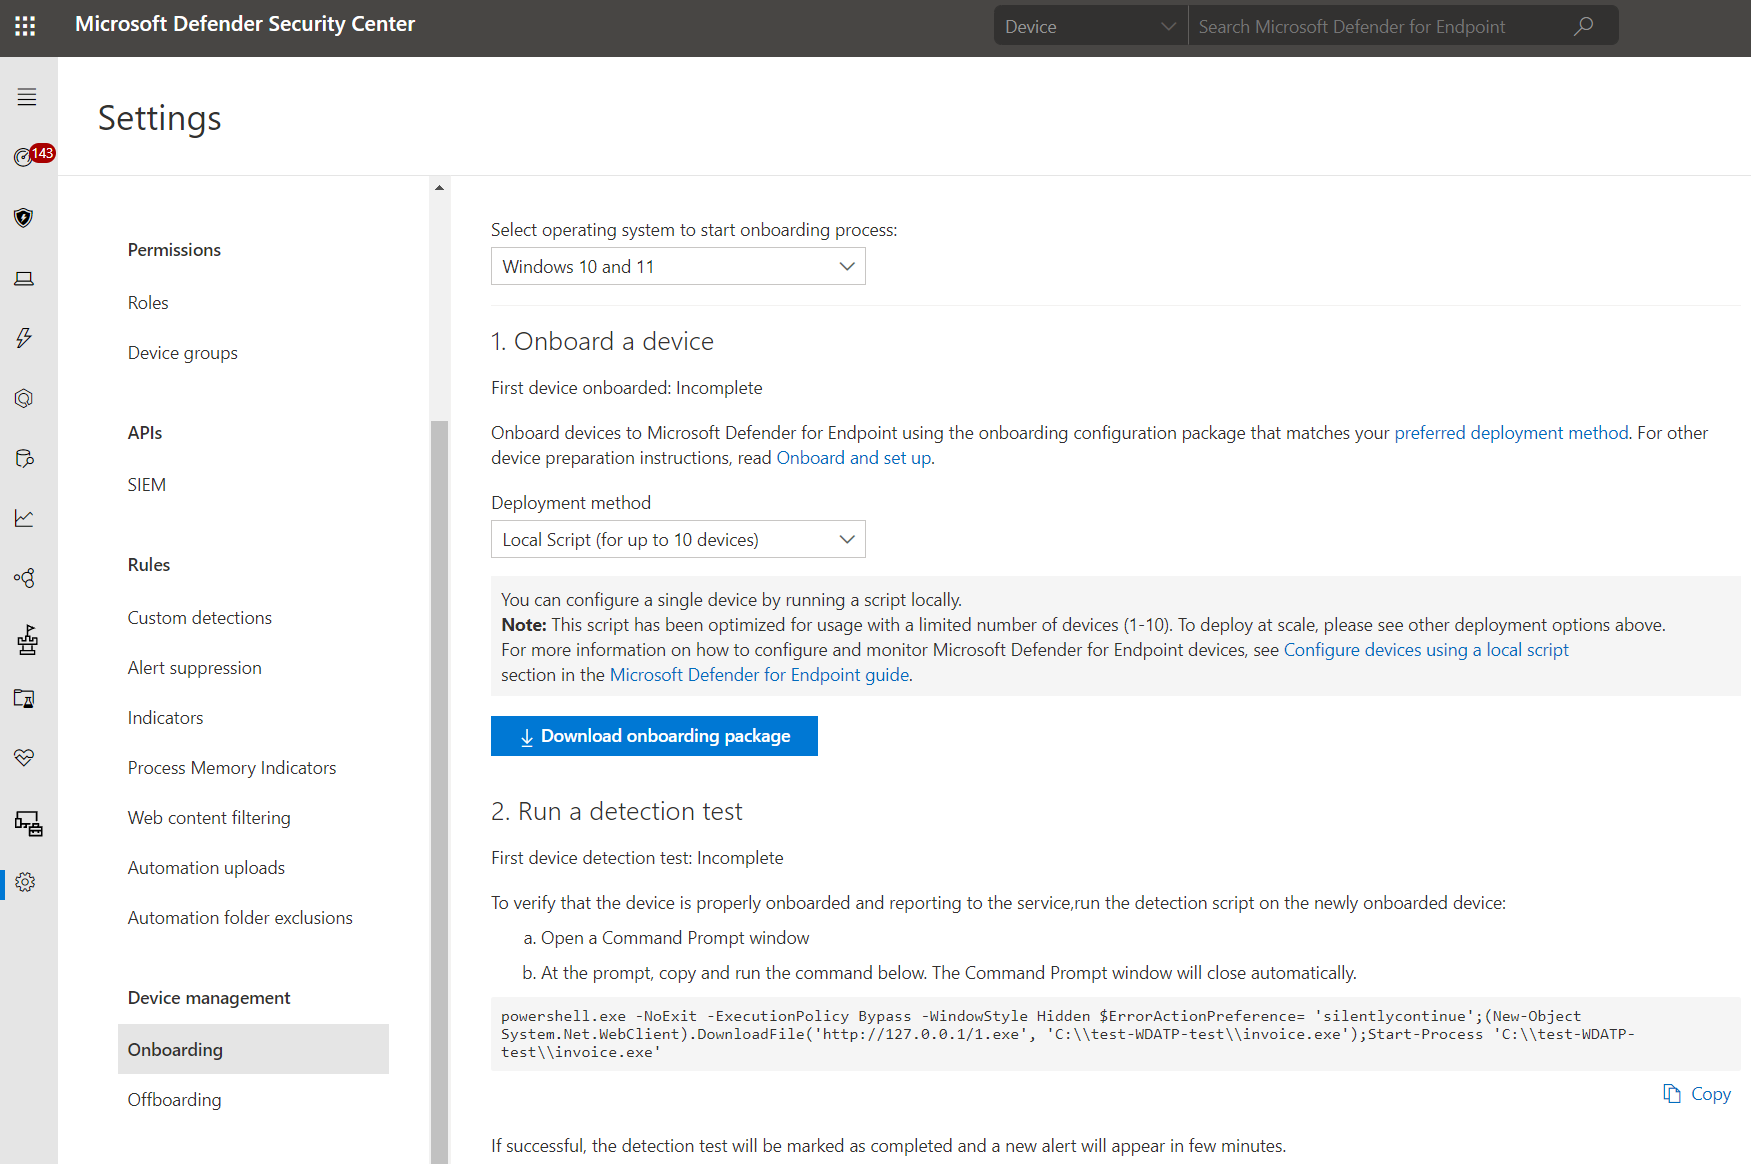 Microsoft Defender Security Center
Device
Search Microsoft Defender for Endpoint
143
Settings
Permissions
Roles
Device groups
APIs
SIEM
Rules
Custom detections
Alert suppression
Indicators
Process Memory Indicators
Web content filtering
Automation uploads
Automation folder exclusions
Device management
Onboarding
Offboarding
Select operating system to start onboarding process:
Windows 10 and 11
1. Onboard a device
First device onboarded: Incomplete
Onboard devices to Microsoft Defender for Endpoint using the onboarding configuration package that matches your preferred deployment method. For other
device preparation instructions, read Onboard and set up.
Deployment method
Local Script (for up to 10 devices)
You can configure a single device by running a script locally.
Note: This script has been optimized for usage with a limited number of devices (1-10). To deploy at scale, please see other deployment options above.
For more information on how to configure and monitor Microsoft Defender for Endpoint devices, see Configure devices using a local script
section in the Microsoft Defender for Endpoint guide.
Download onboarding package
2. Run a detection test
First device detection test: Incomplete
To verify that the device is properly onboarded and reporting to the service,run the detection script on the newly onboarded device:
a. Open a Command Prompt window
b. At the prompt, copy and run the command below. The Command Prompt window will close automatically.
powershell.exe -NoExit -ExecutionPolicy Bypass -WindowStyle Hidden $ErrorActionPreference= 'silentlycontinue';(New-Object
System.Net.WebClient).DownloadFile('http://127.0.0.1/1.exe', 'C:\\test-WDATP-test\\invoice.exe');Start-Process 'C:\\test-WDATP-
test\\invoice.exe'
Copy
If successful, the detection test will be marked as completed and a new alert will appear in few minutes.